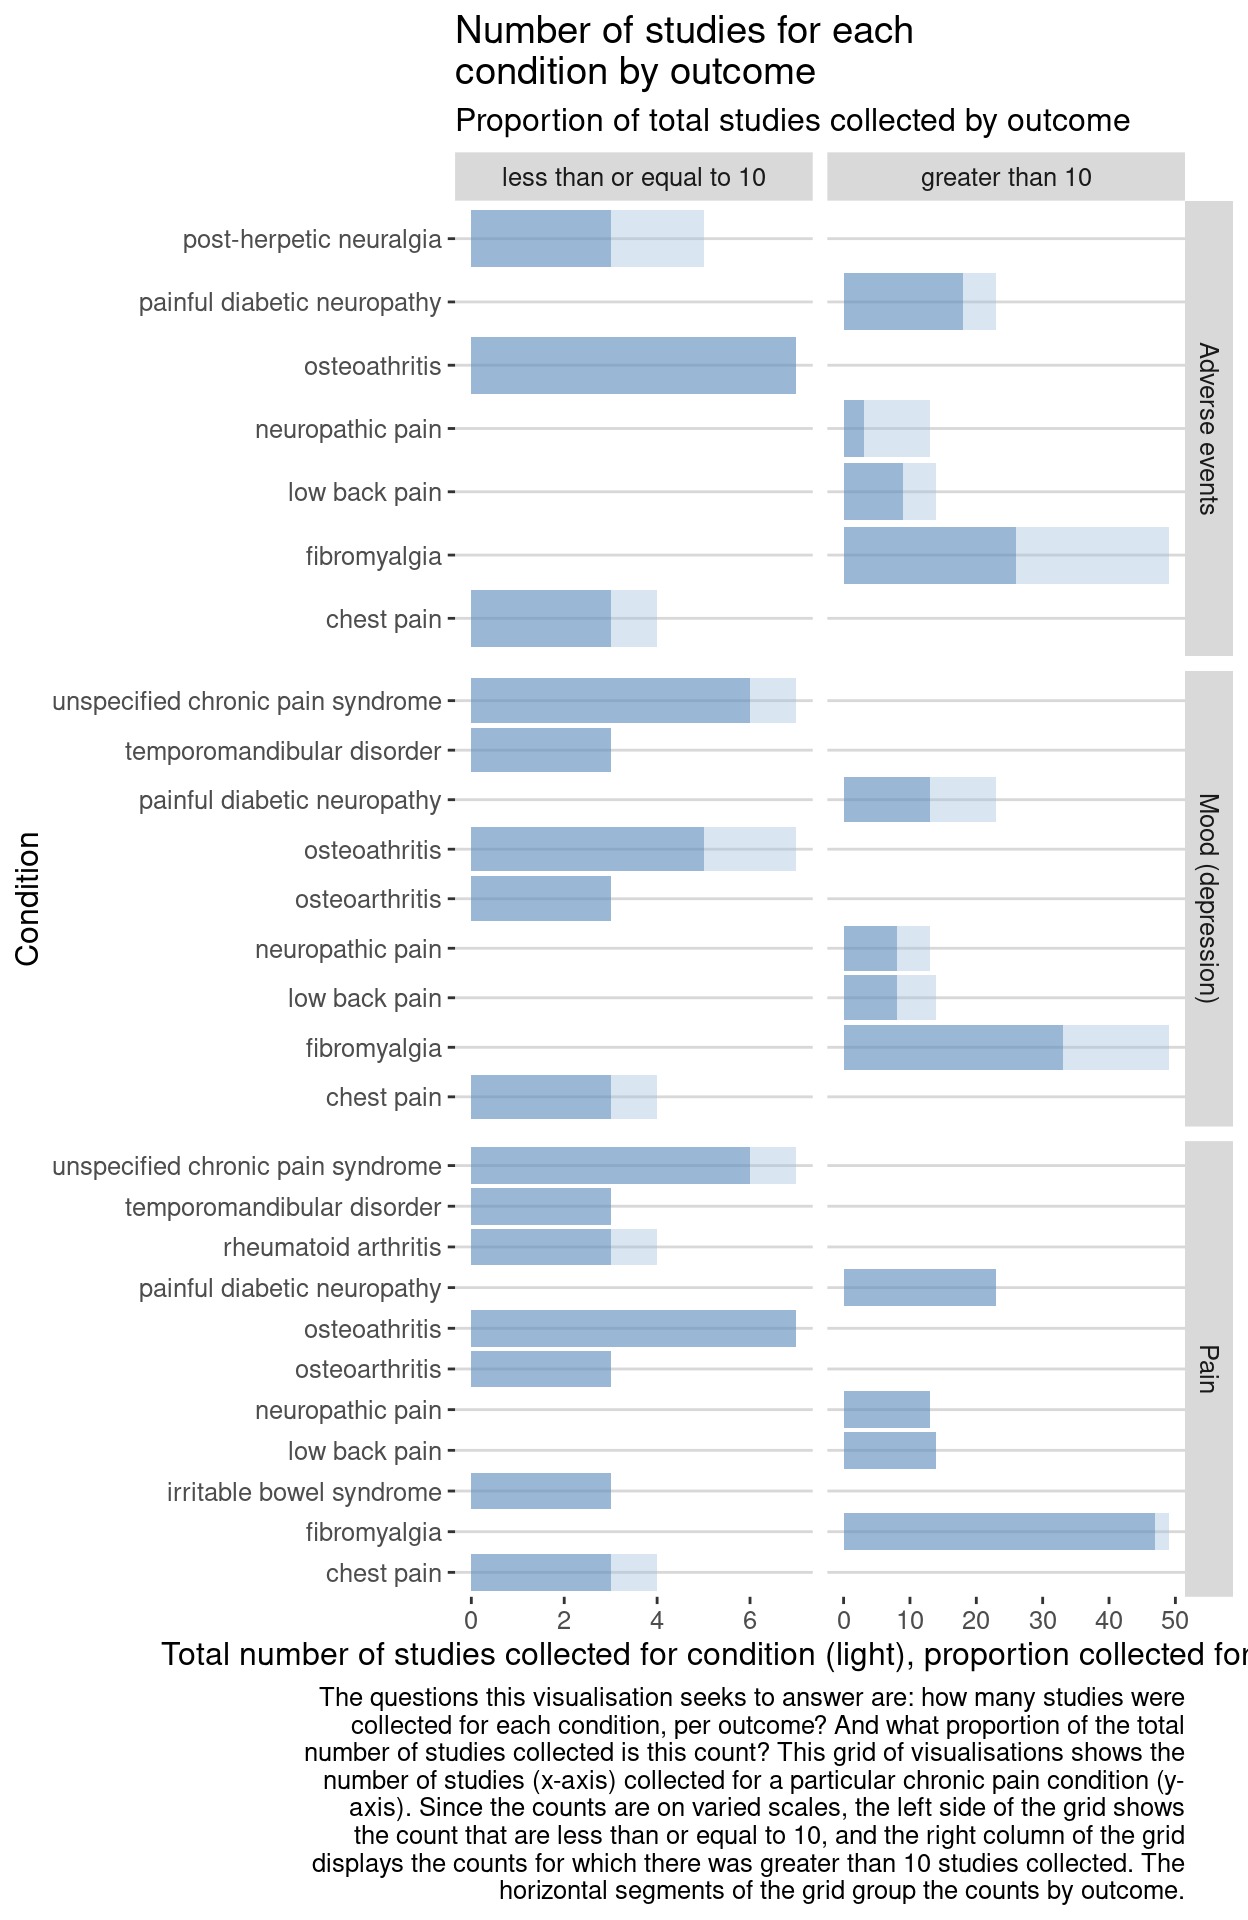 Number of studies for each
condition by outcome
Proportion of total studies collected by outcome
less than or equal to 10
greater than 10
post-herpetic neuralgia
painful diabetic neuropathy
osteoathritis
neuropathic pain
low back pain
fibromyalgia
chest pain
Adverse events
unspecified chronic pain syndrome
temporomandibular disorder
painful diabetic neuropathy
osteoathritis
osteoarthritis
neuropathic pain
low back pain
fibromyalgia
chest pain
Mood (depression)
unspecified chronic pain syndrome
temporomandibular disorder
rheumatoid arthritis
painful diabetic neuropathy
osteoathritis
osteoarthritis
neuropathic pain
low back pain
irritable bowel syndrome
fibromyalgia
chest pain
Pain
Condition
0 2 4 6
0 10 20 30 40 50
Total number of studies collected for condition (light), proportion collected for
The questions this visualisation seeks to answer are: how many studies were
collected for each condition, per outcome? And what proportion of the total
number of studies collected is this count? This grid of visualisations shows the
number of studies (x-axis) collected for a particular chronic pain condition (y-
axis). Since the counts are on varied scales, the left side of the grid shows
the count that are less than or equal to 10, and the right column of the grid
displays the counts for which there was greater than 10 studies collected. The
horizontal segments of the grid group the counts by outcome.